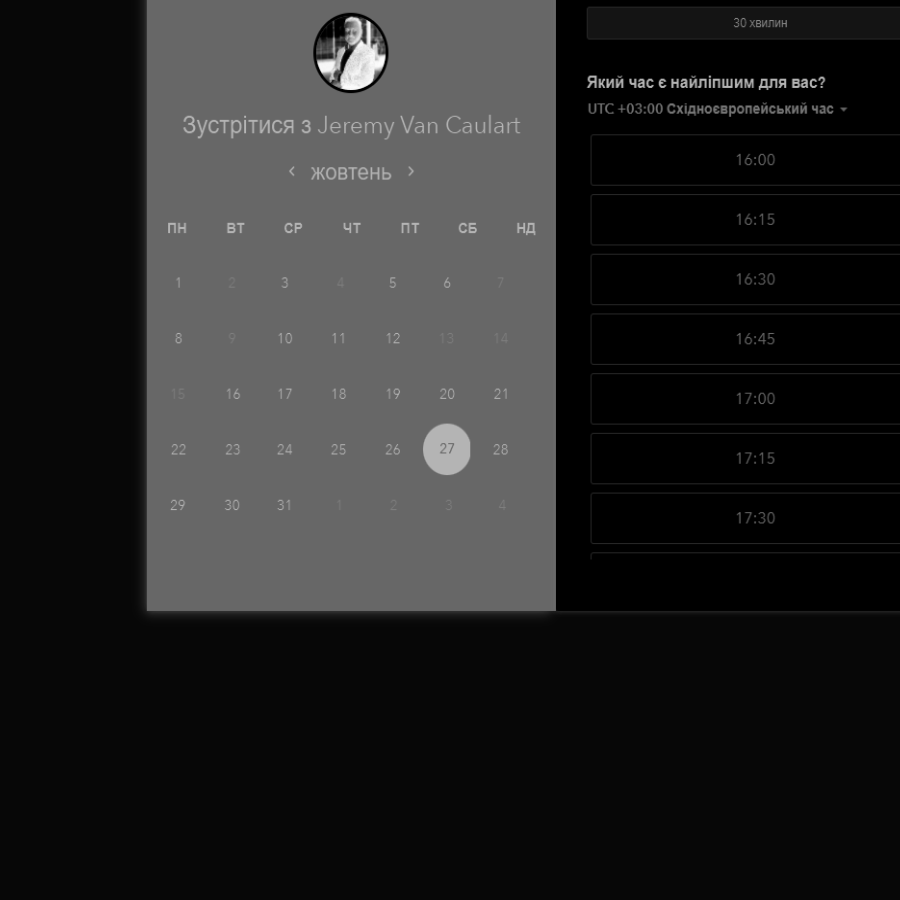 Зустрітися з Jeremy Van Caulart
‹ жовтень ›
ПН ВТ СР ЧТ ПТ СБ НД
1 2 3 4 5 6 7
8 9 10 11 12 13 14
15 16 17 18 19 20 21
22 23 24 25 26 27 28
29 30 31 1 2 3 4
30 хвилин
Який час є найліпшим для вас?
UTC +03:00 Східноєвропейський час
16:00
16:15
16:30
16:45
17:00
17:15
17:30